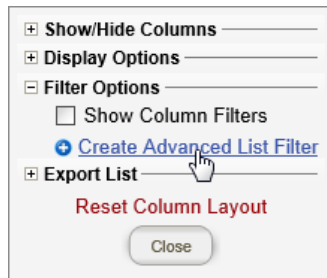 Show/Hide Columns
Display Options
Filter Options
Show Column Filters
Create Advanced List Filter
Export List
Reset Column Layout
Close